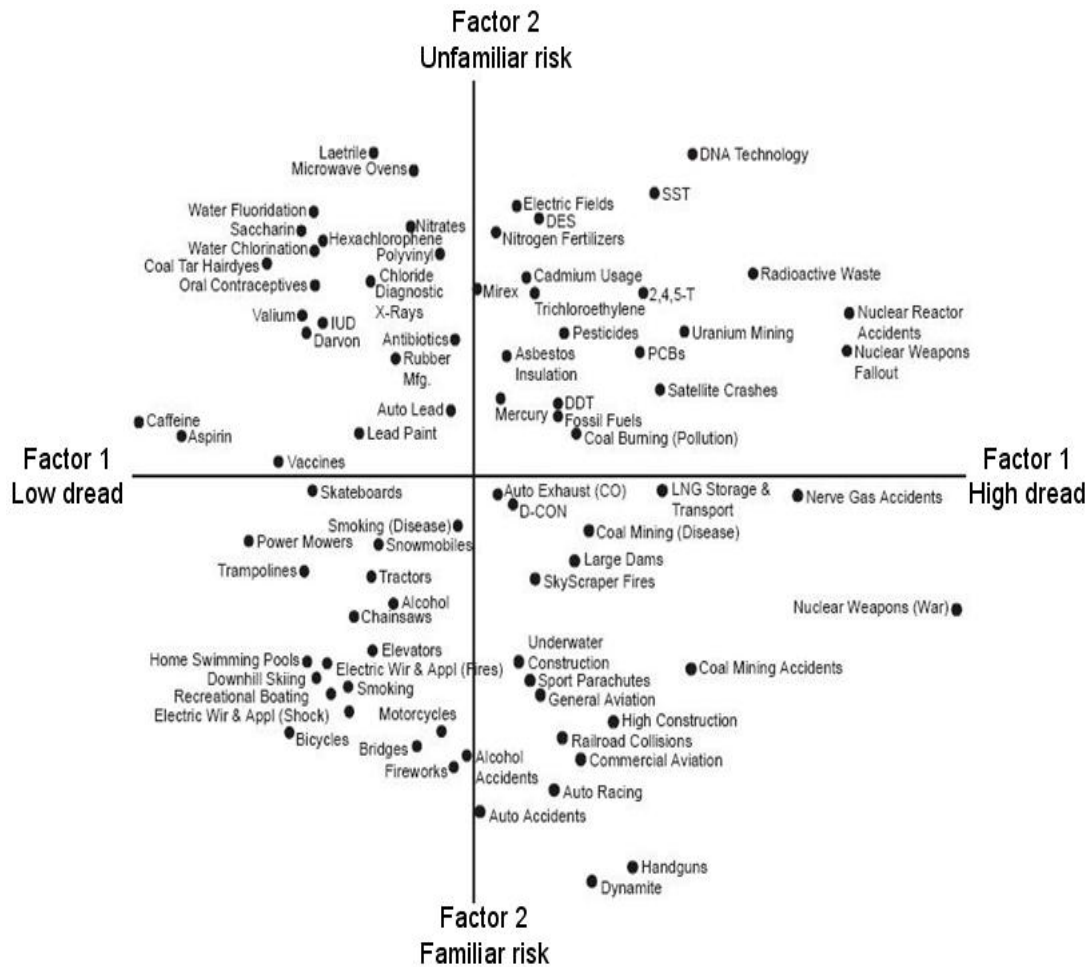 Factor 2
Unfamiliar risk
Laetrile
Microwave Ovens
DNA Technology
SST
Water Fluoridation
Electric Fields
DES
Saccharin
Nitrates
Nitrogen Fertilizers
Hexachlorophene
Water Chlorination
Polyvinyl
Coal Tar Hairdyes
Chloride
Diagnostic
X-Rays
Oral Contraceptives
Mirex
Cadmium Usage
Trichloroethylene
2,4,5-T
Radioactive Waste
Nuclear Reactor
Accidents
Valium
IUD
Darvon
Antibiotics
Pesticides
Uranium Mining
Rubber
Mfg.
Asbestos
Insulation
PCBs
Nuclear Weapons
Fallout
Satellite Crashes
Auto Lead
Mercury
DDT
Fossil Fuels
Caffeine
Aspirin
Lead Paint
Coal Burning (Pollution)
Vaccines
Factor 1
Low dread
Factor 1
High dread
Skateboards
Auto Exhaust (CO)
D-CON
LNG Storage &
Transport
Nerve Gas Accidents
Smoking (Disease)
Coal Mining (Disease)
Power Mowers
Snowmobiles
Large Dams
Trampolines
Tractors
SkyScraper Fires
Alcohol
Chainsaws
Nuclear Weapons (War)
Elevators
Underwater
Construction
Home Swimming Pools
Electric Wir & Appl (Fires)
Coal Mining Accidents
Downhill Skiing
Smoking
Sport Parachutes
Recreational Boating
General Aviation
Electric Wir & Appl (Shock)
Motorcycles
High Construction
Bicycles
Bridges
Railroad Collisions
Fireworks
Alcohol
Accidents
Commercial Aviation
Auto Racing
Auto Accidents
Handguns
Dynamite
Factor 2
Familiar risk